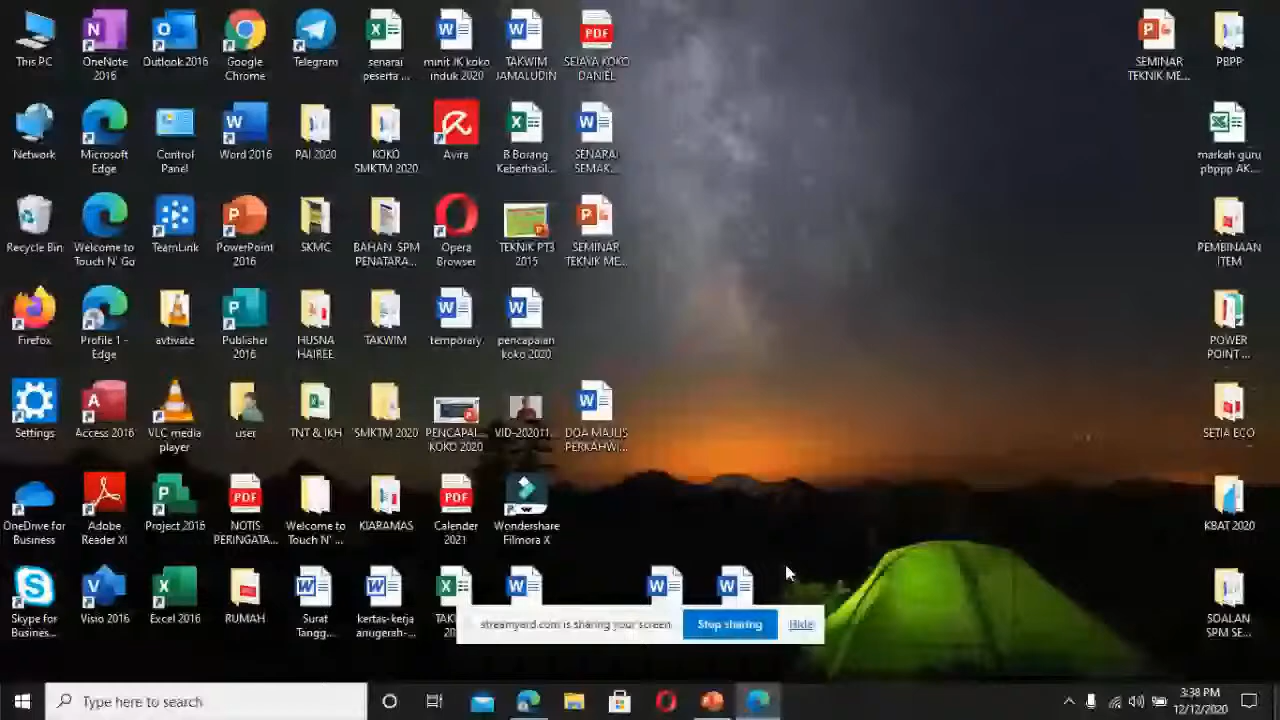 This PC
OneNote
2016
Outlook 2016
Google
Chrome
Telegram
senarai
peserta ...
minit JK koko
induk 2020
TAKWIM
JAMALUDIN
SEJAYA KOKO
DANIEL
SEMINAR
TEKNIK ME...
PBPP
Network
Microsoft
Edge
Control
Panel
Word 2016
PAI 2020
KOKO
SMKTM 2020
Avira
B Borang
Keberhasil...
SENARAI
SEMAK...
markah guru
pbppp AK...
Recycle Bin
Welcome to
Touch N' Go
TeamLink
PowerPoint
2016
SKMC
BAHAN SPM
PENATARA...
Opera
Browser
TEKNIK PT3
2015
SEMINAR
TEKNIK ME...
PEMBINAAN
ITEM
Firefox
Profile 1 -
Edge
avtivate
Publisher
2016
HUSNA
HAIREE
TAKWIM
temporary
pencapaian
koko 2020
POWER
POINT ...
Settings
Access 2016
VLC media
player
user
TNT & IKH
SMKTM 2020
PENCAPAI...
KOKO 2020
VID-202011...
DOA MAJLIS
PERKAHWI...
SETIA ECO
OneDrive for
Business
Adobe
Reader XI
Project 2016
NOTIS
PERINGATA...
Welcome to
Touch N' ...
KIARAMAS
Calender
2021
Wondershare
Filmora X
KBAT 2020
Skype for
Busines...
Visio 2016
Excel 2016
RUMAH
Surat
Tangg...
kertas-kerja
anugerah-...
SOALAN
SPM SE...
streamyard.com is sharing your screen
Stop sharing
Hide
Type here to search
3:38 PM
12/12/2020